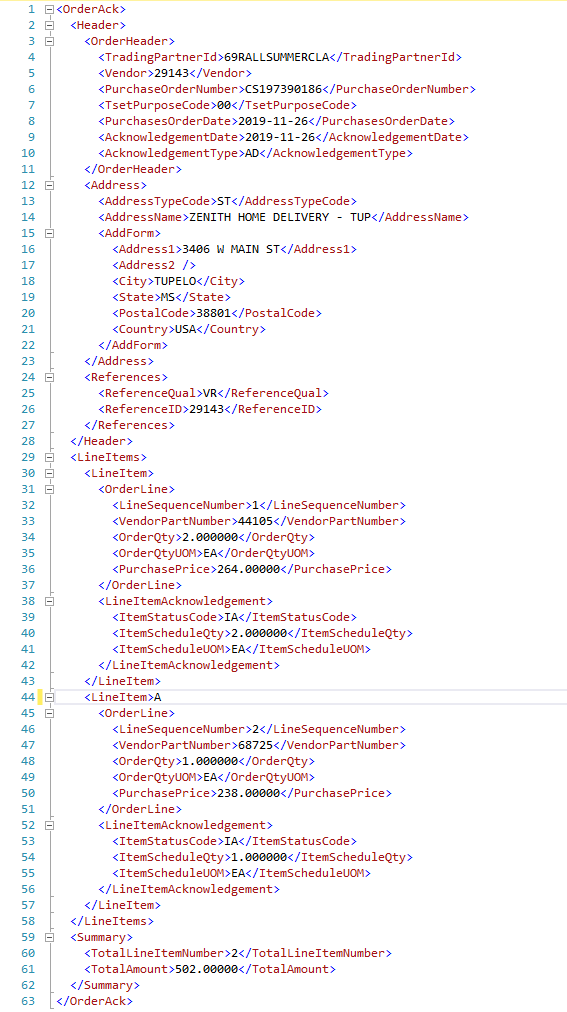 1 <OrderAck>
2 <Header>
3 <OrderHeader>
4 <TradingPartnerId>69RALLSUMMERCLA</TradingPartnerId>
5 <Vendor>29143</Vendor>
6 <PurchaseOrderNumber>CS197390186</PurchaseOrderNumber>
7 <TsetPurposeCode>00</TsetPurposeCode>
8 <PurchasesOrderDate>2019-11-26</PurchasesOrderDate>
9 <AcknowledgementDate>2019-11-26</AcknowledgementDate>
10 <AcknowledgementType>AD</AcknowledgementType>
11 </OrderHeader>
12 <Address>
13 <AddressTypeCode>ST</AddressTypeCode>
14 <AddressName>ZENITH HOME DELIVERY - TUP</AddressName>
15 <AddForm>
16 <Address1>3406 W MAIN ST</Address1>
17 <Address2 />
18 <City>TUPELO</City>
19 <State>MS</State>
20 <PostalCode>38801</PostalCode>
21 <Country>USA</Country>
22 </AddForm>
23 </Address>
24 <References>
25 <ReferenceQual>VR</ReferenceQual>
26 <ReferenceID>29143</ReferenceID>
27 </References>
28 </Header>
29 <LineItems>
30 <LineItem>
31 <OrderLine>
32 <LineSequenceNumber>1</LineSequenceNumber>
33 <VendorPartNumber>44105</VendorPartNumber>
34 <OrderQty>2.000000</OrderQty>
35 <OrderQtyUOM>EA</OrderQtyUOM>
36 <PurchasePrice>264.00000</PurchasePrice>
37 </OrderLine>
38 <LineItemAcknowledgement>
39 <ItemStatusCode>IA</ItemStatusCode>
40 <ItemScheduleQty>2.000000</ItemScheduleQty>
41 <ItemScheduleUOM>EA</ItemScheduleUOM>
42 </LineItemAcknowledgement>
43 </LineItem>
44 <LineItem>A
45 <OrderLine>
46 <LineSequenceNumber>2</LineSequenceNumber>
47 <VendorPartNumber>68725</VendorPartNumber>
48 <OrderQty>1.000000</OrderQty>
49 <OrderQtyUOM>EA</OrderQtyUOM>
50 <PurchasePrice>238.00000</PurchasePrice>
51 </OrderLine>
52 <LineItemAcknowledgement>
53 <ItemStatusCode>IA</ItemStatusCode>
54 <ItemScheduleQty>1.000000</ItemScheduleQty>
55 <ItemScheduleUOM>EA</ItemScheduleUOM>
56 </LineItemAcknowledgement>
57 </LineItem>
58 </LineItems>
59 <Summary>
60 <TotalLineItemNumber>2</TotalLineItemNumber>
61 <TotalAmount>502.00000</TotalAmount>
62 </Summary>
63 </OrderAck>